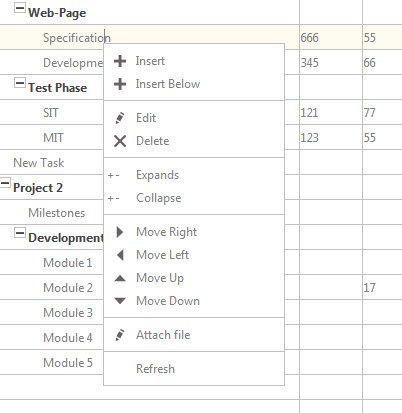 Web-Page
Specification 666 55
Developme 345 66
Test Phase
SIT 121 77
MIT 123 55
New Task
Project 2
Milestones
Development
Module 1
Module 2 17
Module 3
Module 4
Module 5
Insert
Insert Below
Edit
Delete
+- Expands
+- Collapse
Move Right
Move Left
Move Up
Move Down
Attach file
Refresh